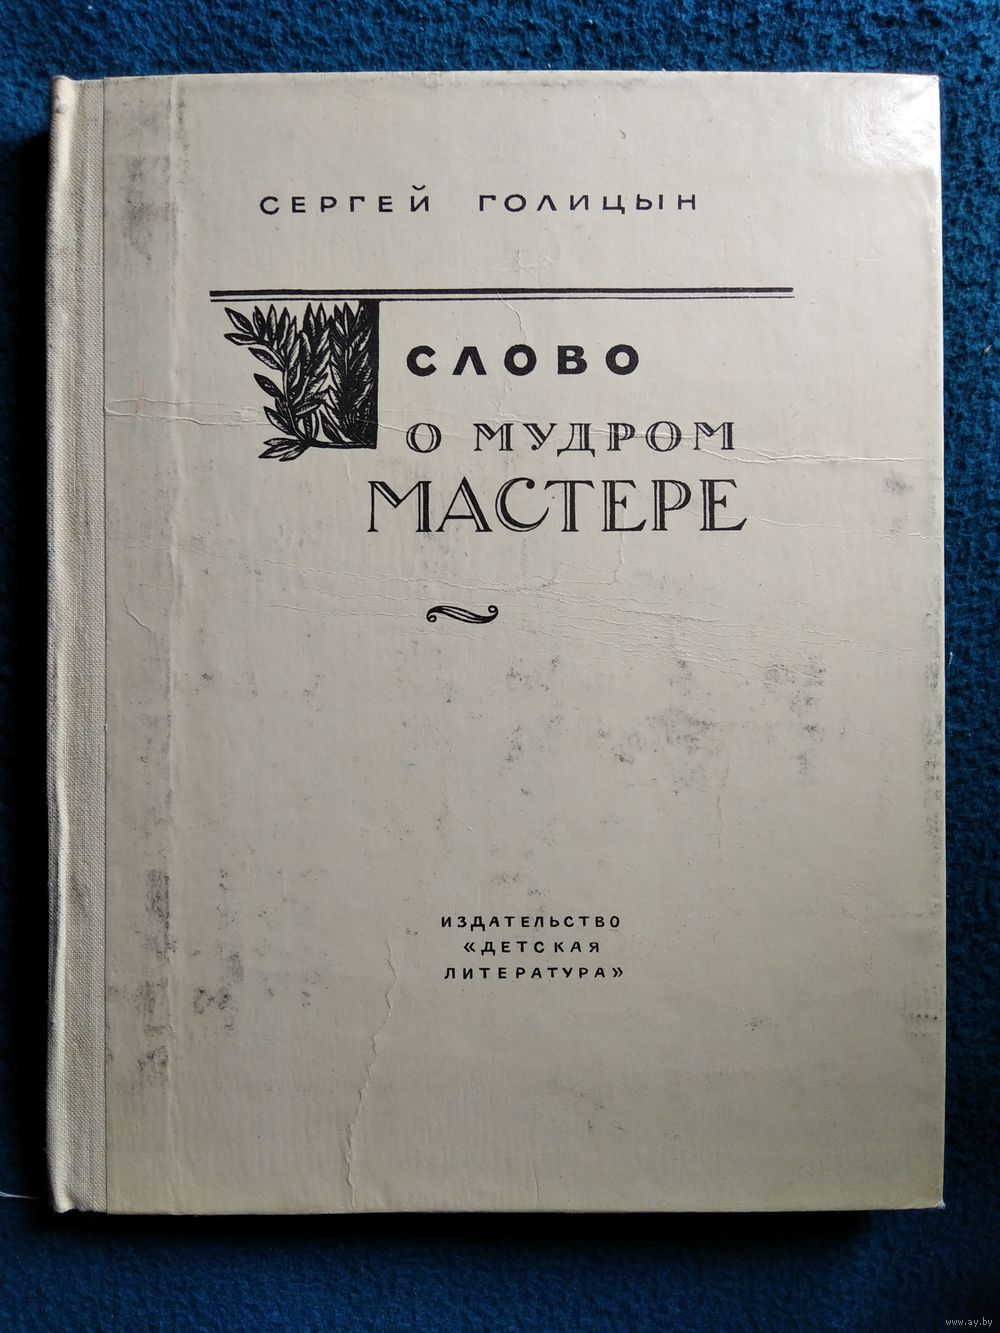 СЕРГЕЙ ГОЛИЦЫН
СЛОВО
О МУДРОМ
МАСТЕРЕ
ИЗДАТЕЛЬСТВО
«ДЕТСКАЯ
ЛИТЕРАТУРА»
www.ay.by